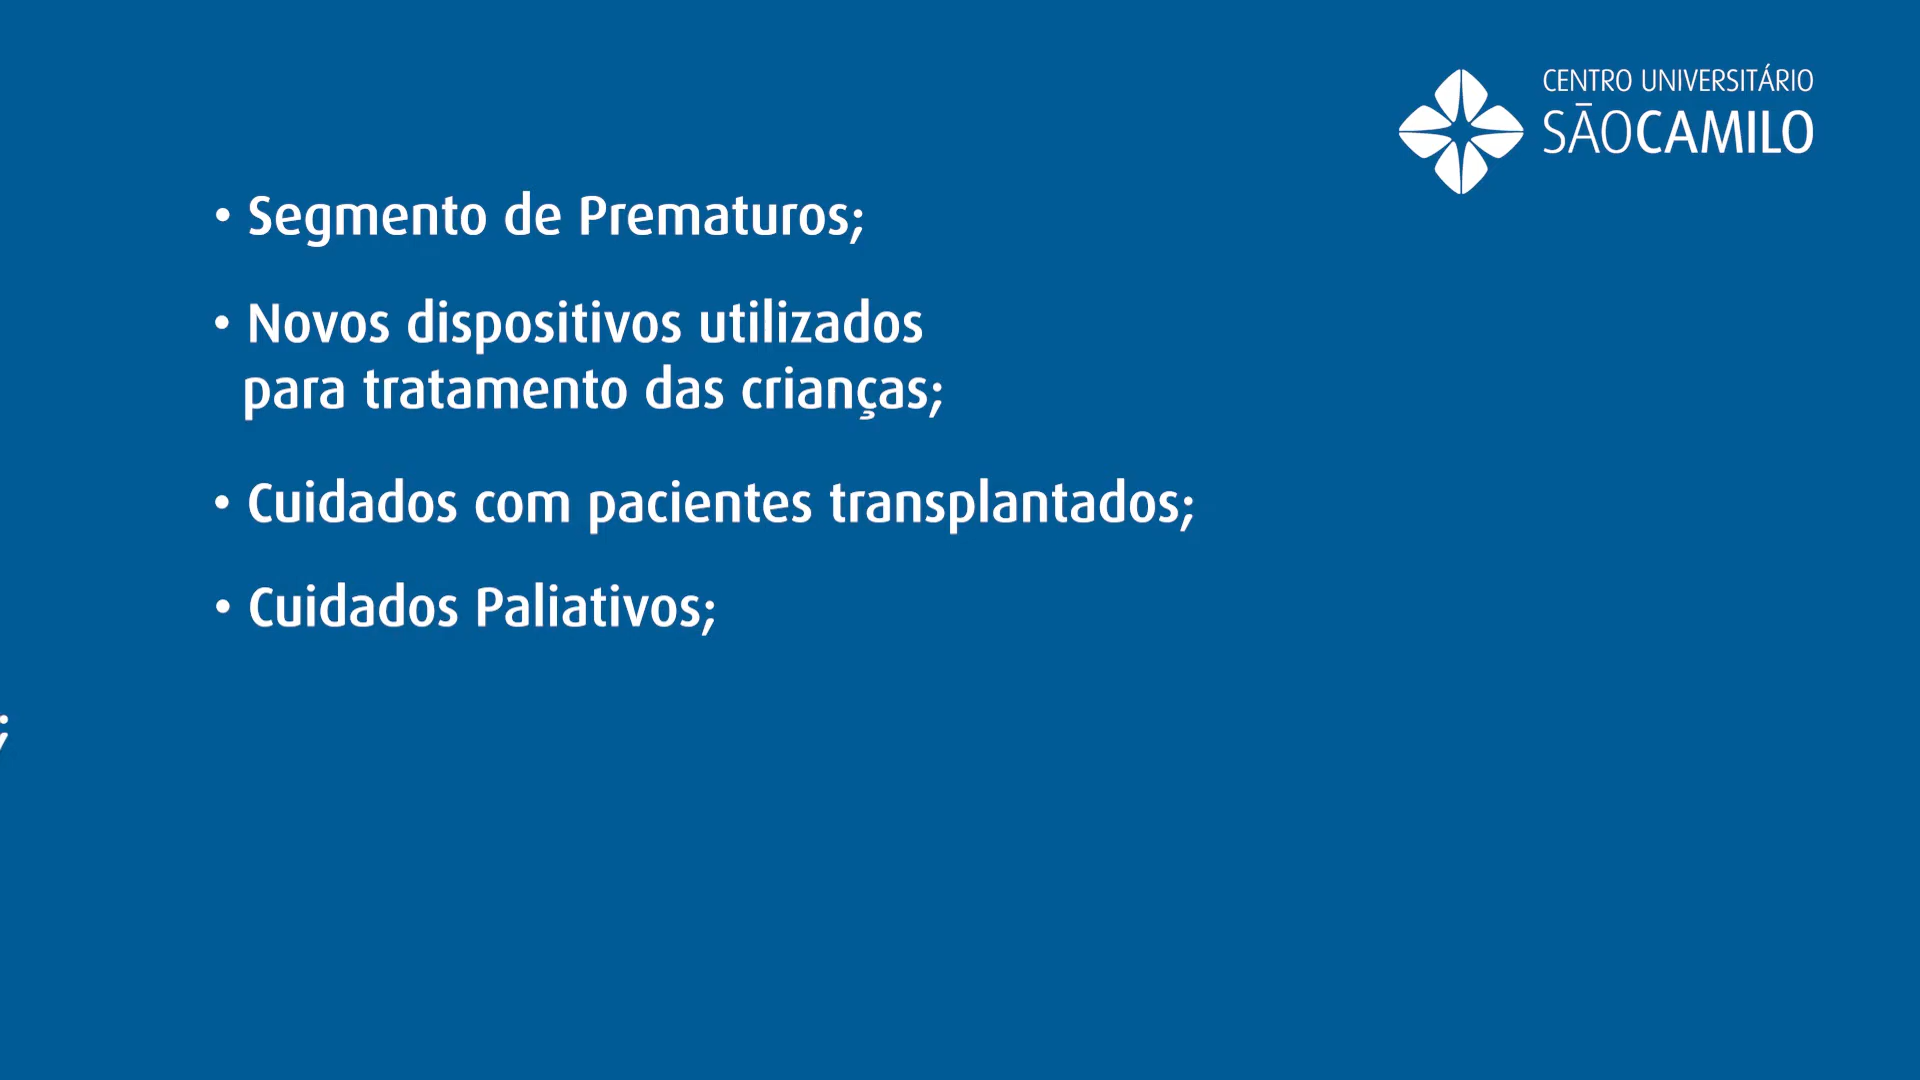 CENTRO UNIVERSITÁRIO
SÃOCAMILO
• Segmento de Prematuros;
• Novos dispositivos utilizados
para tratamento das crianças;
• Cuidados com pacientes transplantados;
• Cuidados Paliativos;
;